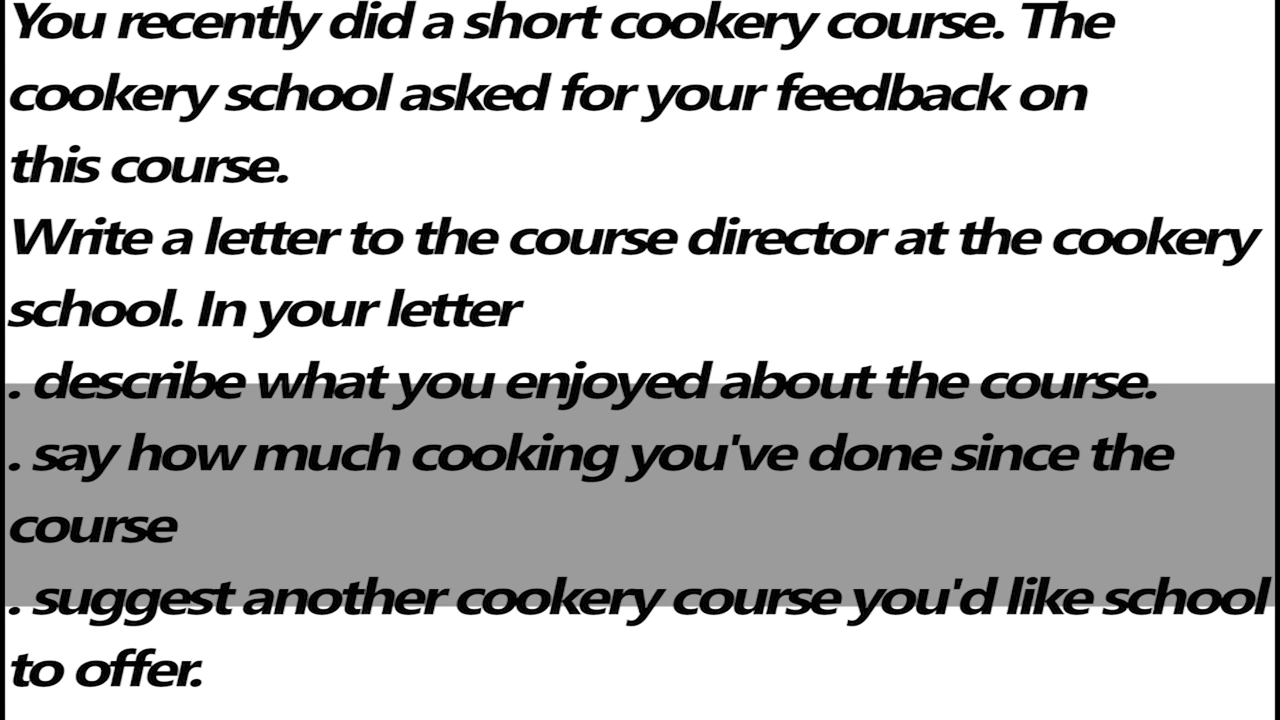 You recently did a short cookery course. The
cookery school asked for your feedback on
this course.
Write a letter to the course director at the cookery
school. In your letter
. describe what you enjoyed about the course.
. say how much cooking you've done since the
course
. suggest another cookery course you'd like school
to offer.